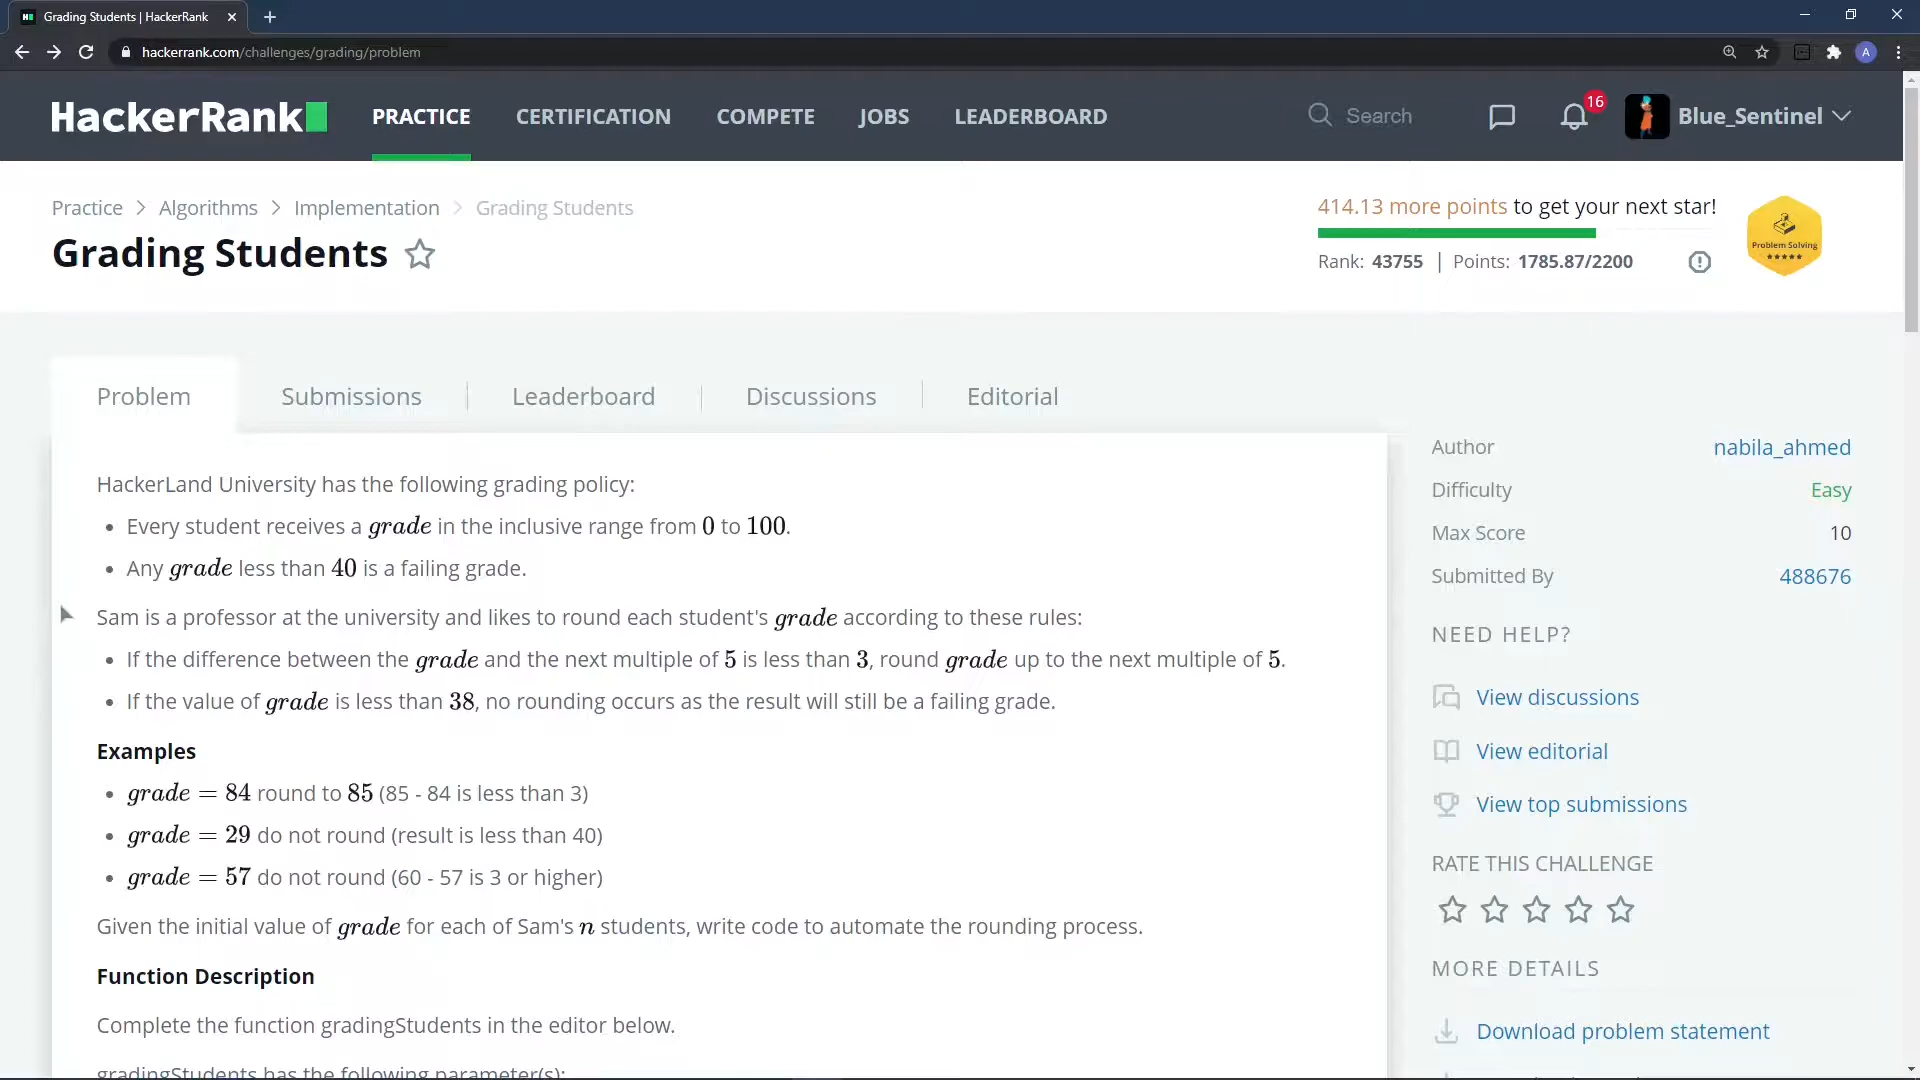 Grading Students | HackerRank
hackerrank.com/challenges/grading/problem
A
HackerRank
PRACTICE
CERTIFICATION
COMPETE
JOBS
LEADERBOARD
Search
16
Blue_Sentinel
Practice > Algorithms > Implementation > Grading Students
Grading Students
414.13 more points to get your next star!
Rank: 43755 | Points: 1785.87/2200
Problem Solving
Problem
Submissions
Leaderboard
Discussions
Editorial
HackerLand University has the following grading policy:
• Every student receives a grade in the inclusive range from 0 to 100.
• Any grade less than 40 is a failing grade.
Sam is a professor at the university and likes to round each student's grade according to these rules:
• If the difference between the grade and the next multiple of 5 is less than 3, round grade up to the next multiple of 5.
• If the value of grade is less than 38, no rounding occurs as the result will still be a failing grade.
Examples
• grade = 84 round to 85 (85 - 84 is less than 3)
• grade = 29 do not round (result is less than 40)
• grade = 57 do not round (60 - 57 is 3 or higher)
Given the initial value of grade for each of Sam's n students, write code to automate the rounding process.
Function Description
Complete the function gradingStudents in the editor below.
gradingStudents has the following parameter(s):
Author nabila_ahmed
Difficulty Easy
Max Score 10
Submitted By 488676
NEED HELP?
View discussions
View editorial
View top submissions
RATE THIS CHALLENGE
MORE DETAILS
Download problem statement